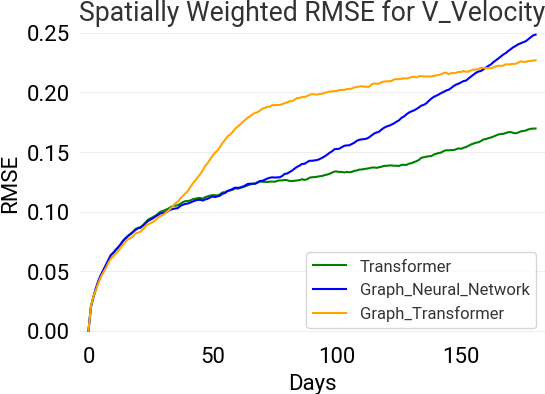 Spatially Weighted RMSE for V_Velocity
0.25
0.20
0.15
0.10
0.05
0.00
RMSE
0 50 100 150
Days
Transformer
Graph_Neural_Network
Graph_Transformer